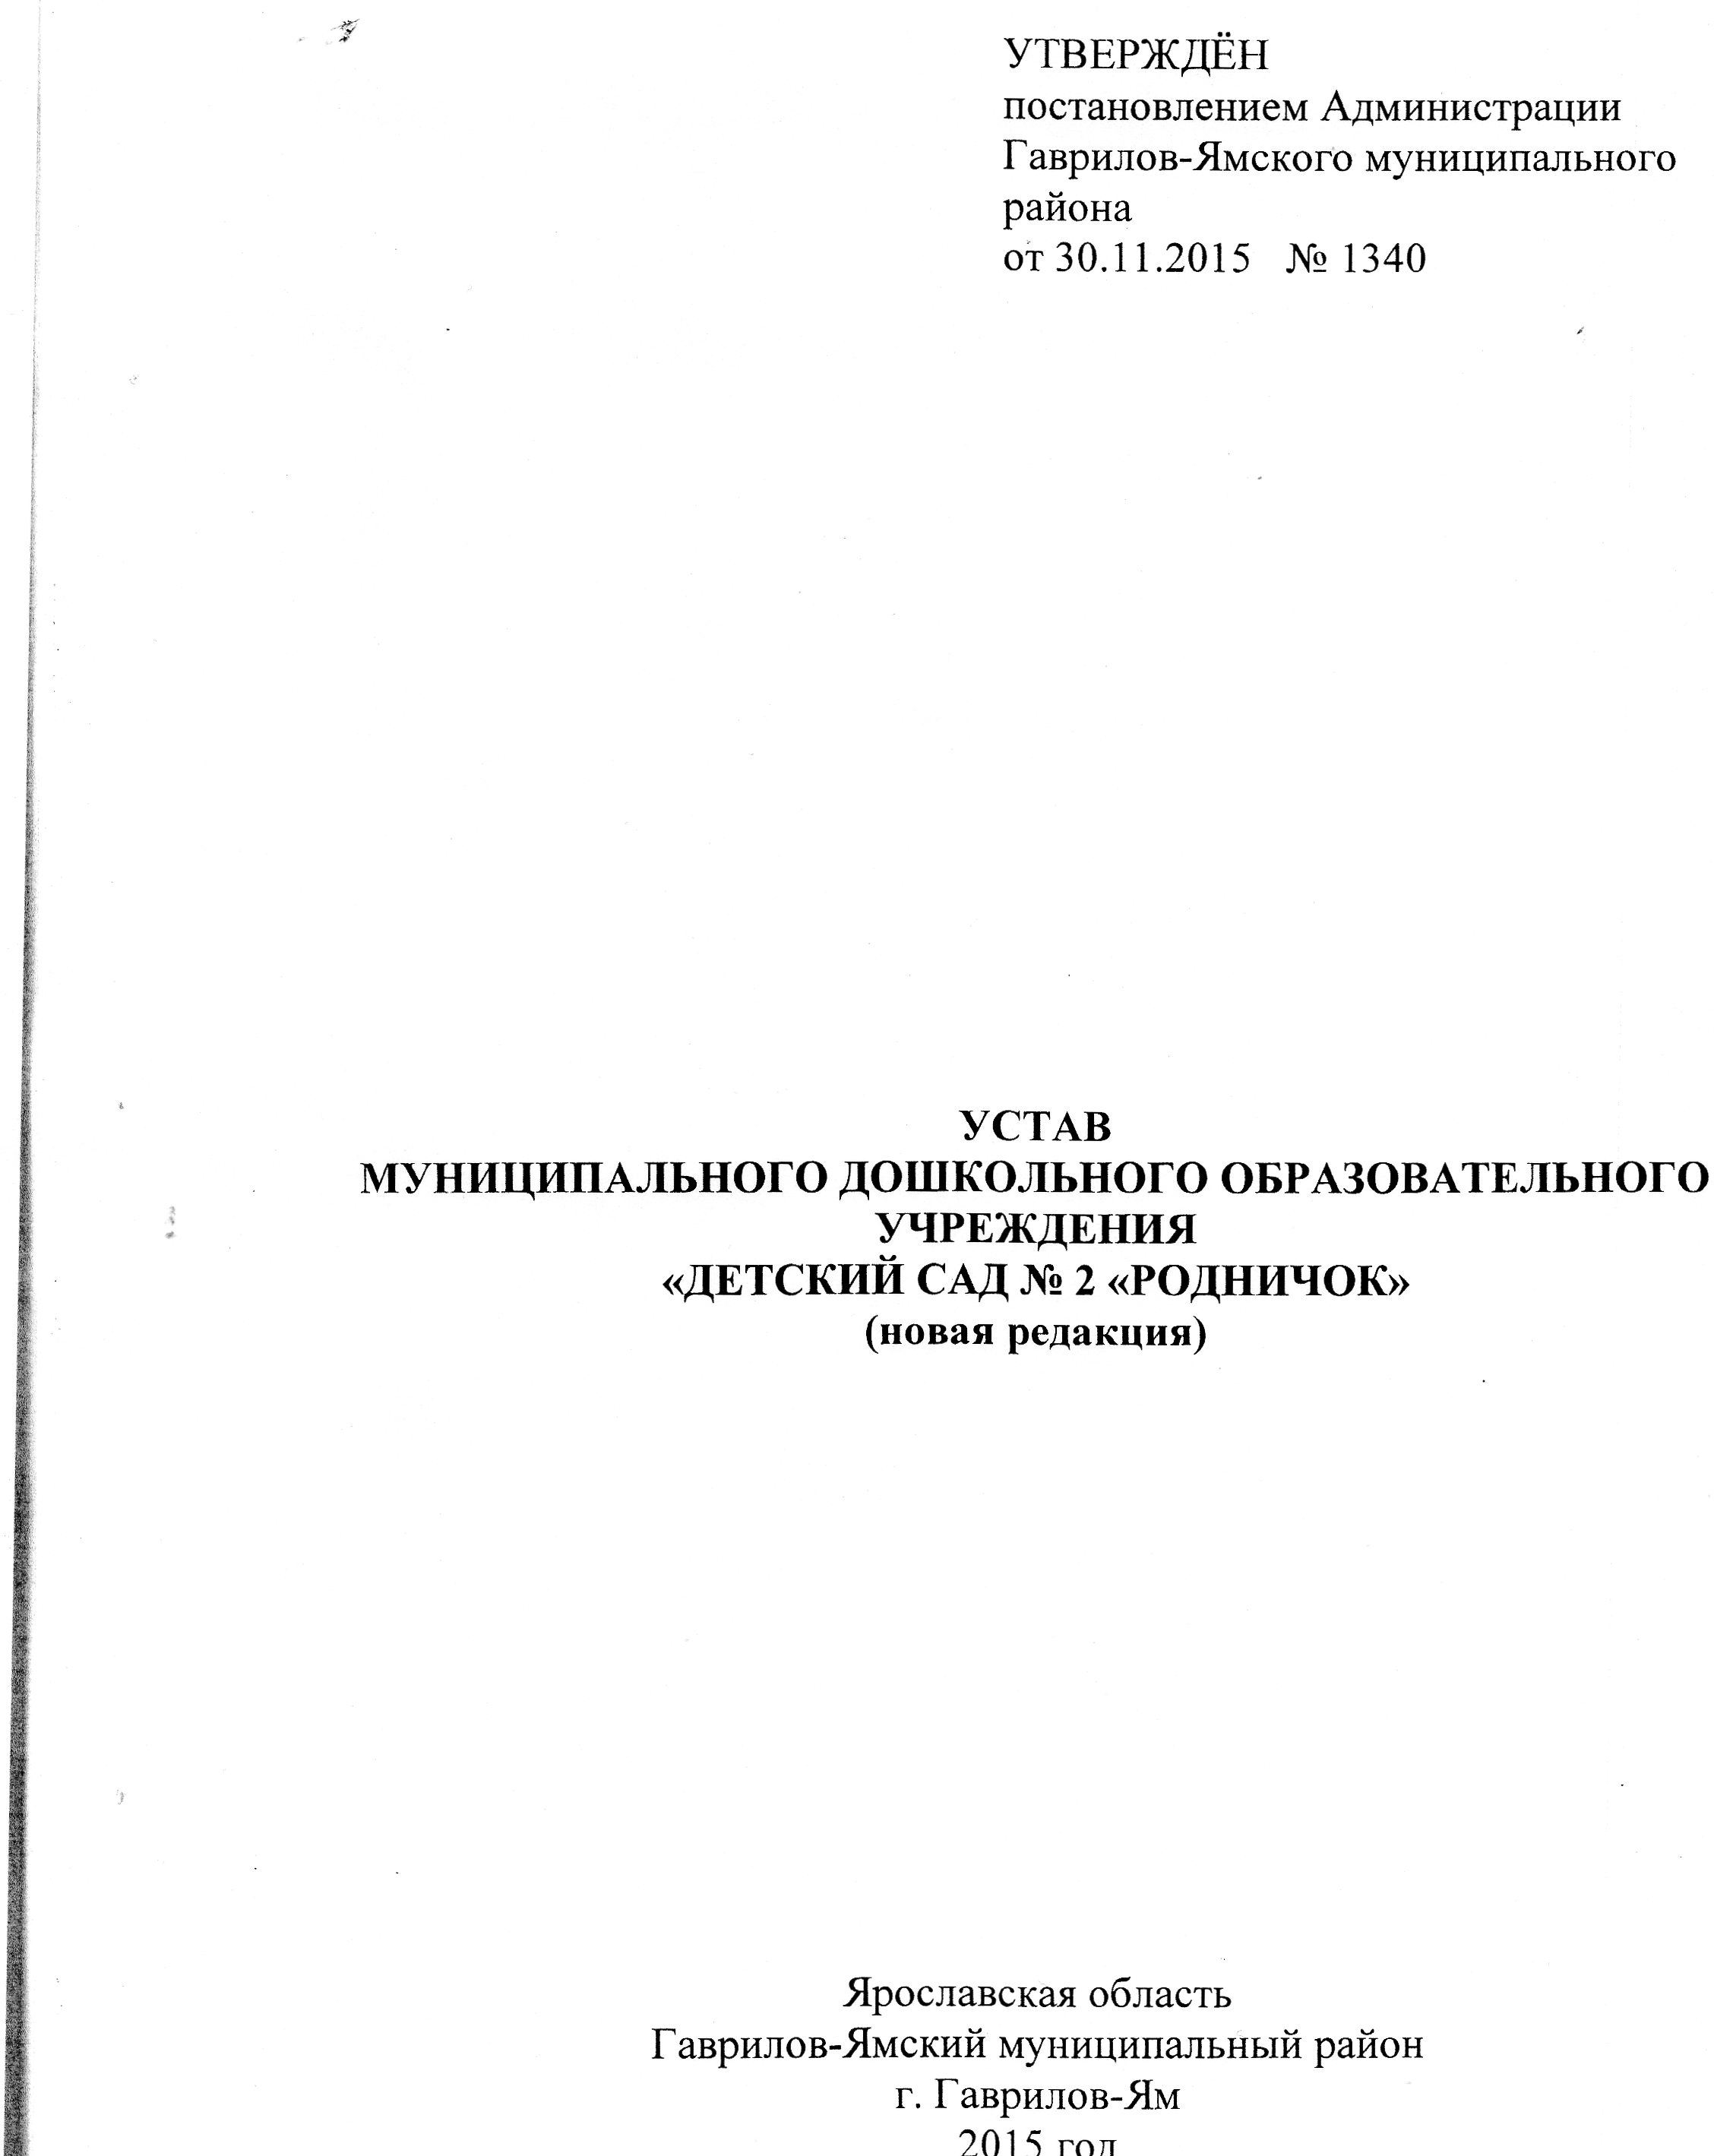 УТВЕРЖДЁН
постановлением Администрации
Гаврилов-Ямского муниципального
района
от 30.11.2015 № 1340
УСТАВ
МУНИЦИПАЛЬНОГО ДОШКОЛЬНОГО ОБРАЗОВАТЕЛЬНОГО
УЧРЕЖДЕНИЯ
«ДЕТСКИЙ САД № 2 «РОДНИЧОК»
(новая редакция)
Ярославская область
Гаврилов-Ямский муниципальный район
г. Гаврилов-Ям
2015 год